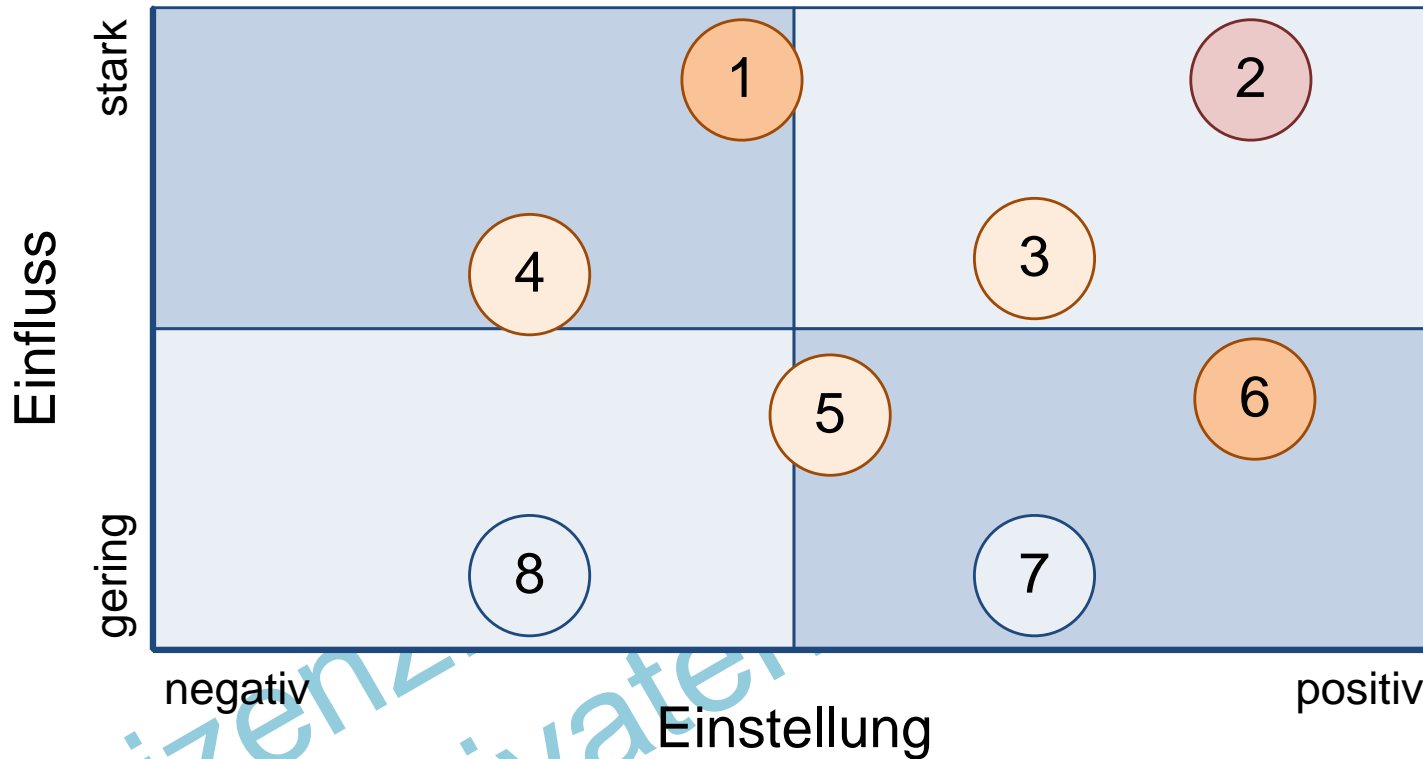 stark
1
2
4
3
Einfluss
5
6
gering
8
7
negativ
positiv
Einstellung